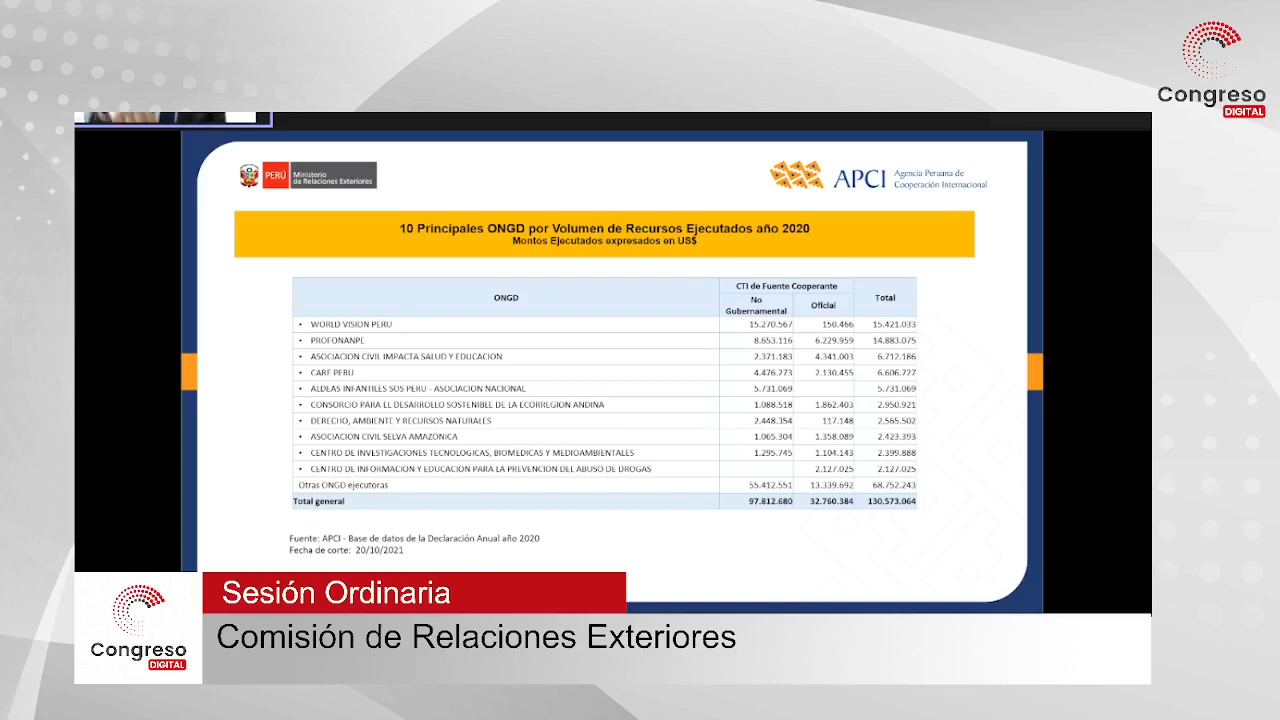 Congreso
DIGITAL
PERÚ Ministerio
de Relaciones Exteriores
APCI Agencia Peruana de
Cooperación Internacional
10 Principales ONGD por Volumen de Recursos Ejecutados año 2020
Montos Ejecutados expresados en US$
ONGD CTI de Fuente Cooperante Total
No Gubernamental Oficial
• WORLD VISION PERU 15.270.567 150.466 15.421.033
• PROFONANPE 8.653.116 6.229.959 14.883.075
• ASOCIACION CIVIL IMPACTA SALUD Y EDUCACION 2.371.183 4.341.003 6.712.186
• CARE PERU 4.476.273 2.130.455 6.606.727
• ALDEAS INFANTILES SOS PERU - ASOCIACION NACIONAL 5.731.069 5.731.069
• CONSORCIO PARA EL DESARROLLO SOSTENIBLE DE LA ECORREGION ANDINA 1.088.518 1.862.403 2.950.921
• DERECHO, AMBIENTE Y RECURSOS NATURALES 2.448.354 117.148 2.565.502
• ASOCIACION CIVIL SELVA AMAZONICA 1.065.304 1.358.089 2.423.393
• CENTRO DE INVESTIGACIONES TECNOLOGICAS, BIOMEDICAS Y MEDIOAMBIENTALES 1.295.745 1.104.143 2.399.888
• CENTRO DE INFORMACION Y EDUCACION PARA LA PREVENCION DEL ABUSO DE DROGAS 2.127.025 2.127.025
Otras ONGD ejecutoras 55.412.551 13.339.692 68.752.243
Total general 97.812.680 32.760.384 130.573.064
Fuente: APCI - Base de datos de la Declaración Anual año 2020
Fecha de corte: 20/10/2021
Sesión Ordinaria
Comisión de Relaciones Exteriores
Congreso
DIGITAL